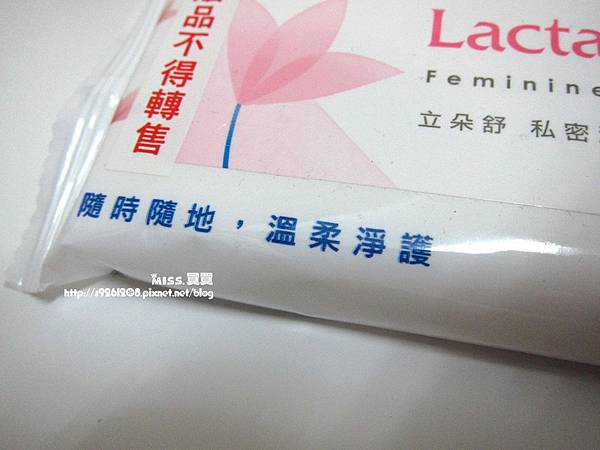 品不得轉售
Lacta
Feminine
立朵舒 私密
隨時隨地，溫柔淨護
MISS.買買
http://s9261208.pixnet.net/blog